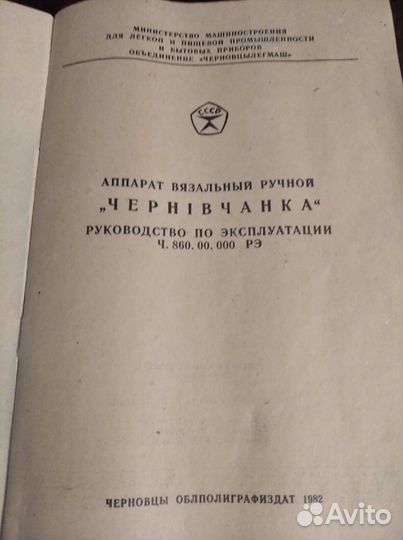 МИНИСТЕРСТВО МАШИНОСТРОЕНИЯ
ДЛЯ ЛЕГКОЙ И ПИЩЕВОЙ ПРОМЫШЛЕННОСТИ
И БЫТОВЫХ ПРИБОРОВ
ОБЪЕДИНЕНИЕ «ЧЕРНОВЦЫЛЕГМАШ»
СССР
АППАРАТ ВЯЗАЛЬНЫЙ РУЧНОЙ
„ЧЕРНІВЧАНКА“
РУКОВОДСТВО ПО ЭКСПЛУАТАЦИИ
Ч. 860. 00. 000 РЭ
ЧЕРНОВЦЫ ОБЛПОЛИГРАФИЗДАТ 1982
Avito